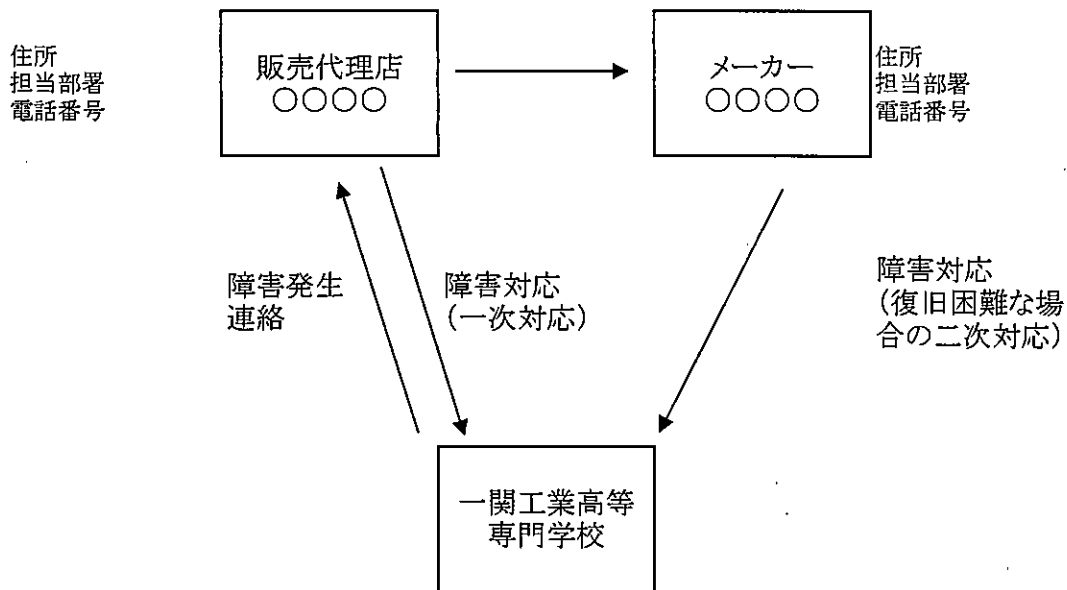 住所
担当部署
電話番号
販売代理店
○○○○
メーカー
○○○○
住所
担当部署
電話番号
障害発生
連絡
障害対応
(一次対応)
障害対応
(復旧困難な場
合の二次対応)
一関工業高等
専門学校